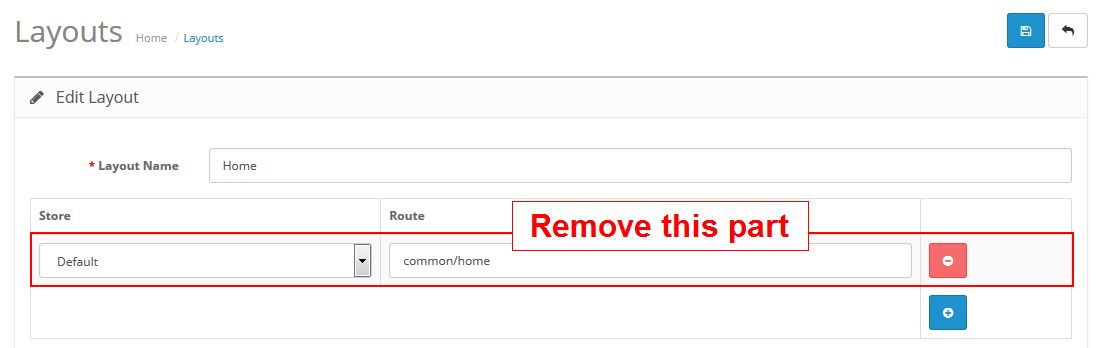 Layouts Home / Layouts
Edit Layout
* Layout Name Home
Store Route
Remove this part
Default common/home